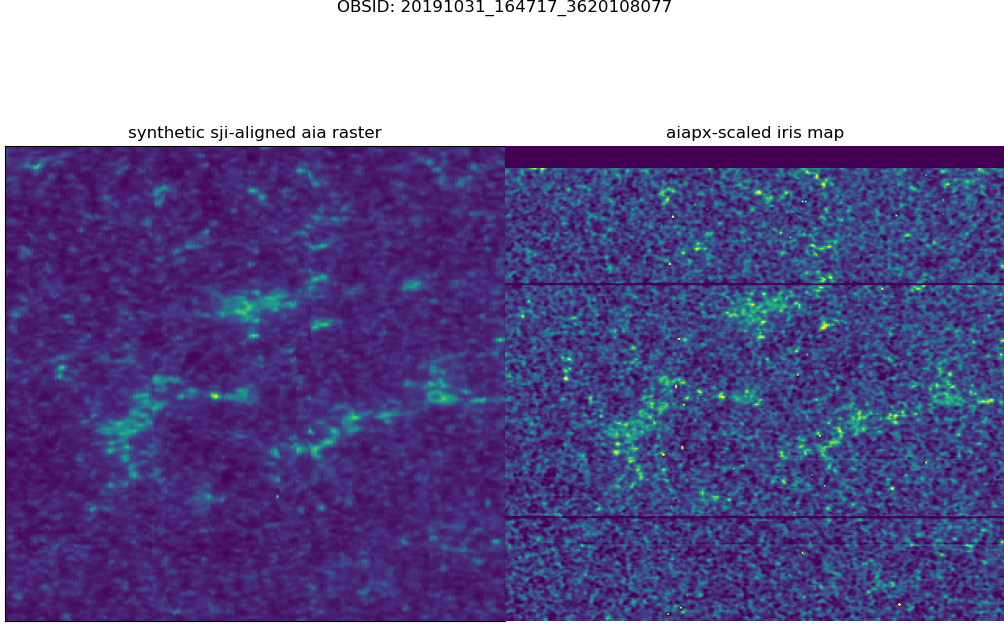 OBSID: 20191031_164717_3620108077
synthetic sji-aligned aia raster
aiapx-scaled iris map